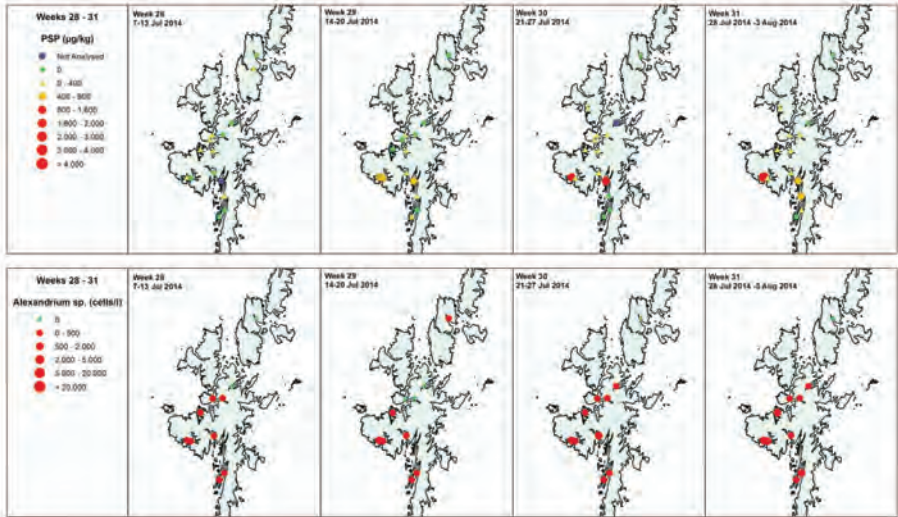 Weeks 28 - 31
PSP (µg/kg)
Not Analysed
0
0 - 400
400 - 800
800 - 1,600
1,600 - 2,000
2,000 - 3,000
3,000 - 4,000
> 4,000
Week 28
7-13 Jul 2014
Week 29
14-20 Jul 2014
Week 30
21-27 Jul 2014
Week 31
28 Jul 2014 -3 Aug 2014
Weeks 28 - 31
Alexandrium sp. (cells/l)
0
0 - 500
500 - 2,000
2,000 - 5,000
5,000 - 20,000
> 20,000
Week 28
7-13 Jul 2014
Week 29
14-20 Jul 2014
Week 30
21-27 Jul 2014
Week 31
28 Jul 2014 -3 Aug 2014